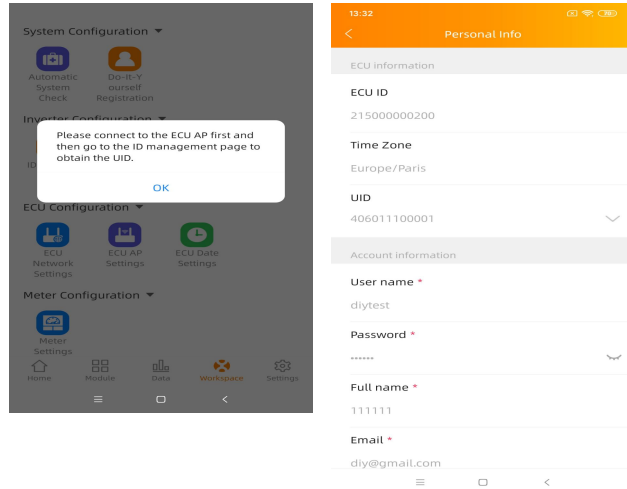 System Configuration
Automatic
System
Check
Do-It-Y
ourself
Registration
Inverter Configuration
ID
Please connect to the ECU AP first and
then go to the ID management page to
obtain the UID.
OK
ECU Configuration
ECU
Network
Settings
ECU AP
Settings
ECU Date
Settings
Meter Configuration
Meter
Settings
Home
Module
Data
Workspace
Settings
13:32
Personal Info
ECU information
ECU ID
215000000200
Time Zone
Europe/Paris
UID
406011100001
Account information
User name *
diytest
Password *
••••••
Full name *
111111
Email *
diy@gmail.com